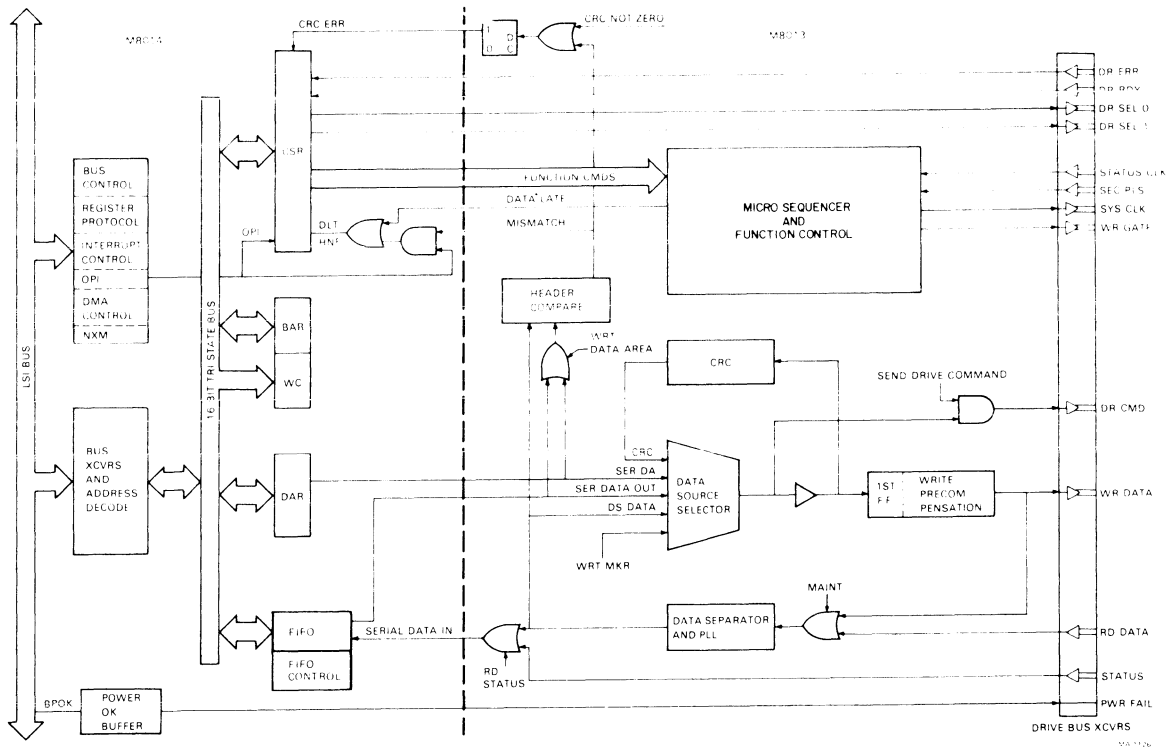 CRC ERR
CRC NOT ZERO
M8014
M8013
1
0
D
C
DR ERR
DR RDY
DR SEL 0
DR SEL 1
CSR
FUNCTION CMDS
DATA LATE
MISMATCH
OPI
DLT
HNF
MICRO SEQUENCER
AND
FUNCTION CONTROL
STATUS CLK
SEC PLS
SYS CLK
WR GATE
BUS
CONTROL
REGISTER
PROTOCOL
INTERRUPT
CONTROL
OPI
DMA
CONTROL
NXM
LSI BUS
16 BIT TRI STATE BUS
BAR
WC
HEADER
COMPARE
WRT
DATA AREA
CRC
SEND DRIVE COMMAND
DR CMD
BUS
XCVRS
AND
ADDRESS
DECODE
DAR
CRC
SER DA
SER DATA OUT
DS DATA
WRT MKR
DATA
SOURCE
SELECTOR
1ST
F F
WRITE
PRECOM
PENSATION
WR DATA
FIFO
FIFO
CONTROL
SERIAL DATA IN
RD
STATUS
DATA SEPARATOR
AND PLL
MAINT
RD DATA
STATUS
BPOK
POWER
OK
BUFFER
PWR FAIL
DRIVE BUS XCVRS